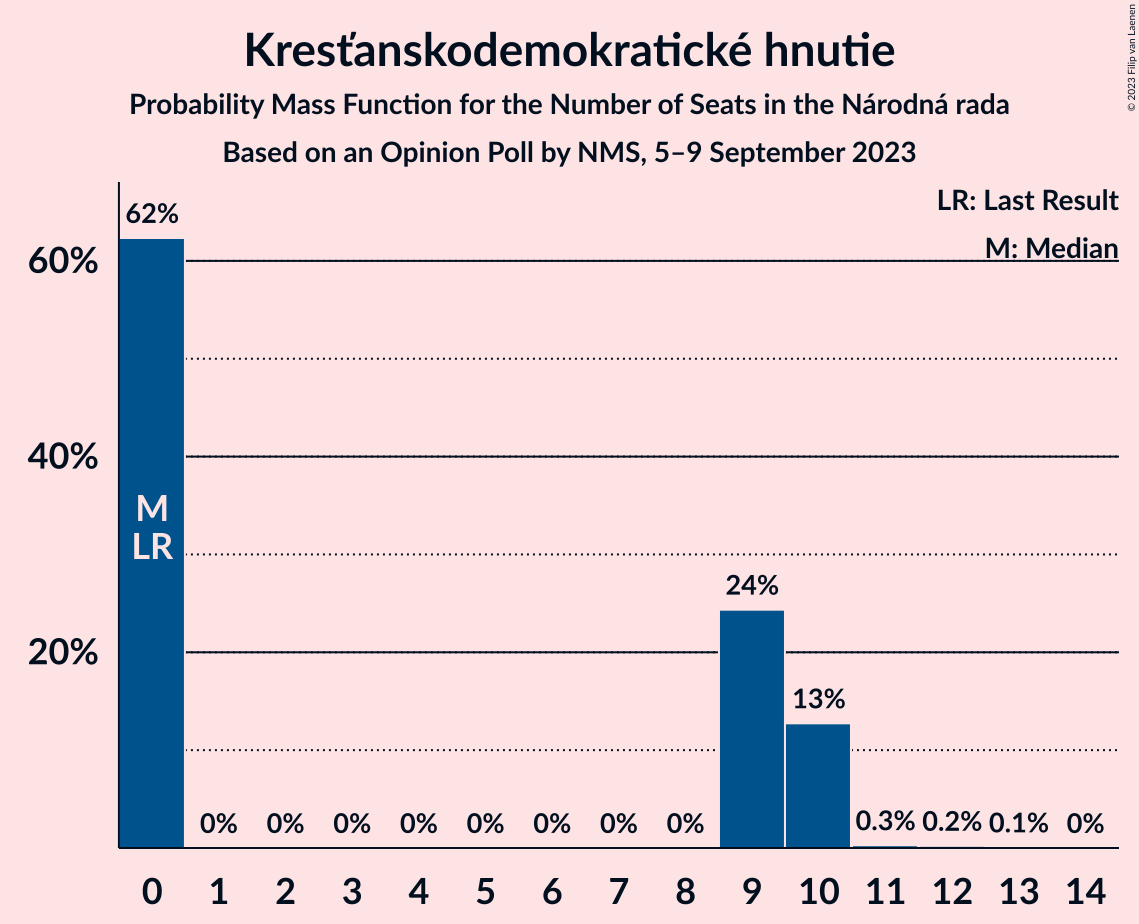 Kresťanskodemokratické hnutie
Probability Mass Function for the Number of Seats in the Národná rada
Based on an Opinion Poll by NMS, 5–9 September 2023
© 2023 Filip van Laenen
LR: Last Result
M: Median
62%
60%
40%
M
LR
24%
20%
13%
0% 0% 0% 0% 0% 0% 0% 0% 0.3% 0.2% 0.1% 0%
0 1 2 3 4 5 6 7 8 9 10 11 12 13 14